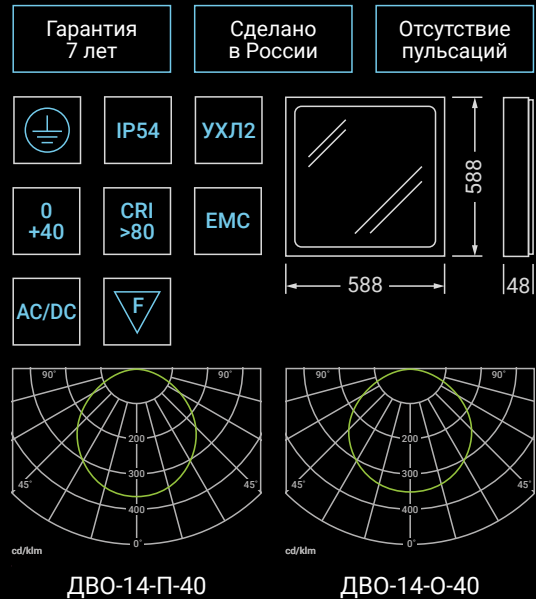 Гарантия
7 лет
Сделано
в России
Отсутствие
пульсаций
IP54
УХЛ2
0
+40
CRI
>80
EMC
AC/DC
F
588
588
48
90°
90°
200
300
45°
45°
400
0°
cd/klm
ДВО-14-П-40
90°
90°
200
300
45°
45°
400
0°
cd/klm
ДВО-14-О-40